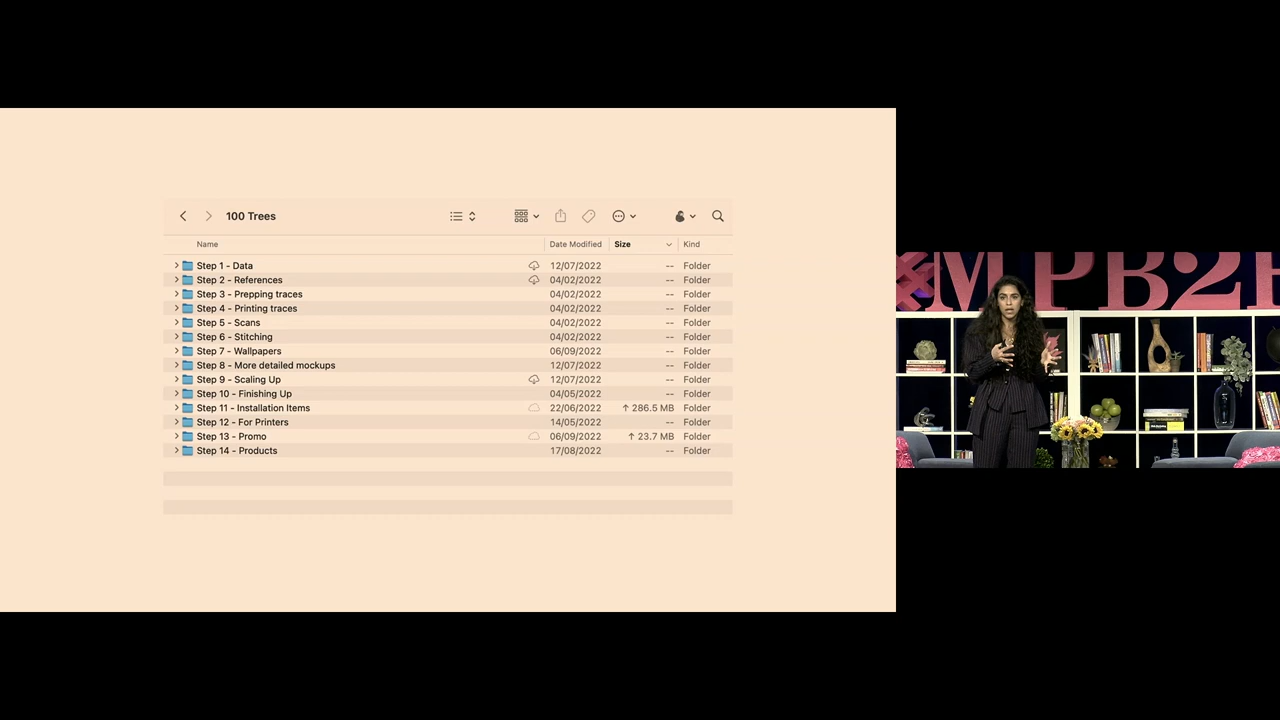 100 Trees
Name Date Modified Size Kind
Step 1 - Data 12/07/2022 -- Folder
Step 2 - References 04/02/2022 -- Folder
Step 3 - Prepping traces 04/02/2022 -- Folder
Step 4 - Printing traces 04/02/2022 -- Folder
Step 5 - Scans 04/02/2022 -- Folder
Step 6 - Stitching 04/02/2022 -- Folder
Step 7 - Wallpapers 06/09/2022 -- Folder
Step 8 - More detailed mockups 12/07/2022 -- Folder
Step 9 - Scaling Up 12/07/2022 -- Folder
Step 10 - Finishing Up 04/05/2022 -- Folder
Step 11 - Installation Items 22/06/2022 ↑ 286.5 MB Folder
Step 12 - For Printers 14/05/2022 -- Folder
Step 13 - Promo 06/09/2022 ↑ 23.7 MB Folder
Step 14 - Products 17/08/2022 -- Folder
MPB2B